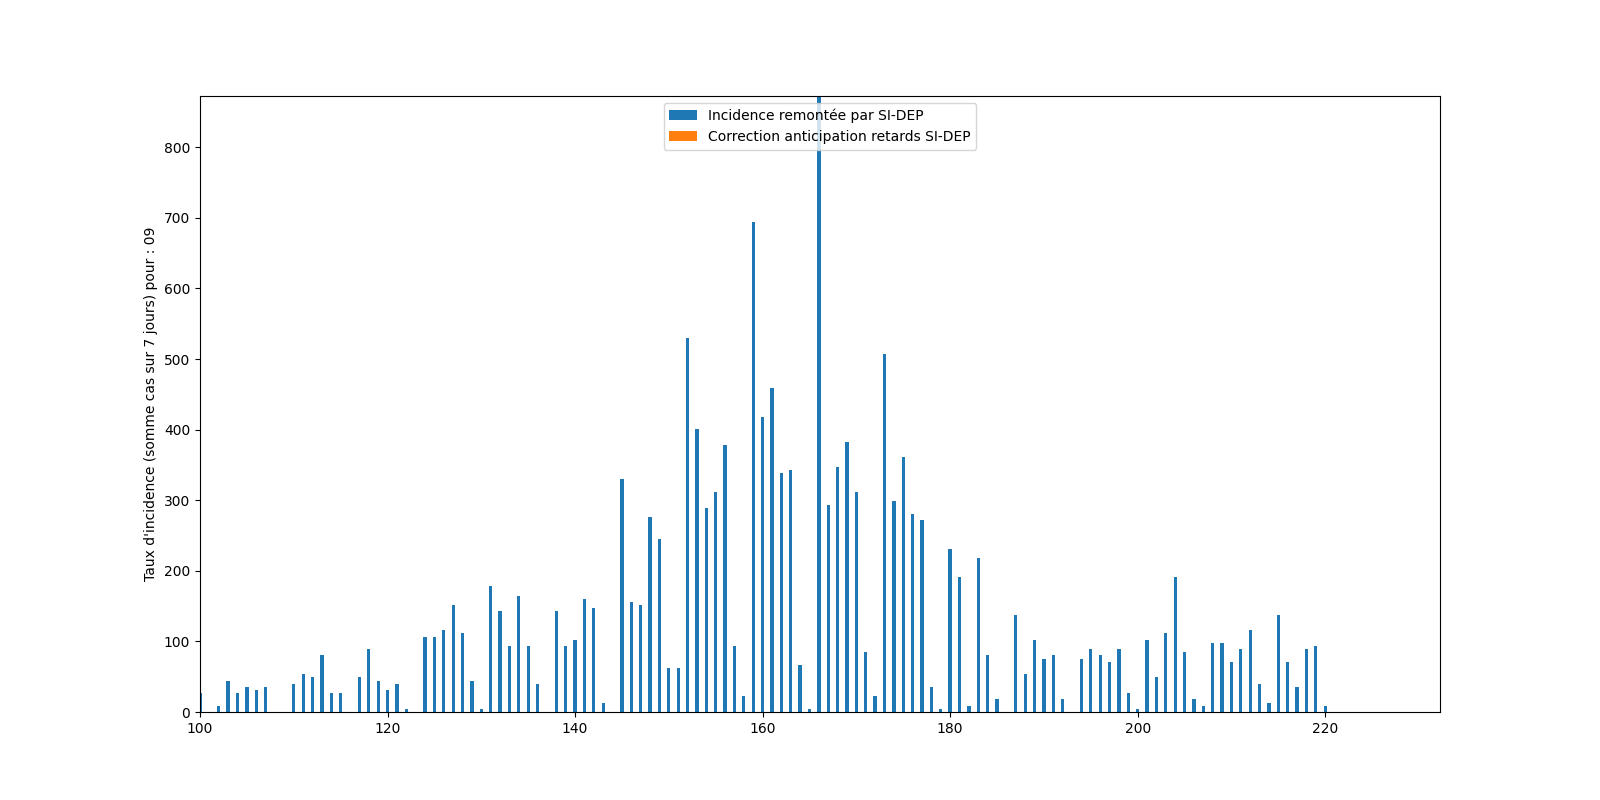 Incidence remontée par SI-DEP
Correction anticipation retards SI-DEP
Taux d'incidence (somme cas sur 7 jours) pour : 09
800
700
600
500
400
300
200
100
0
100 120 140 160 180 200 220